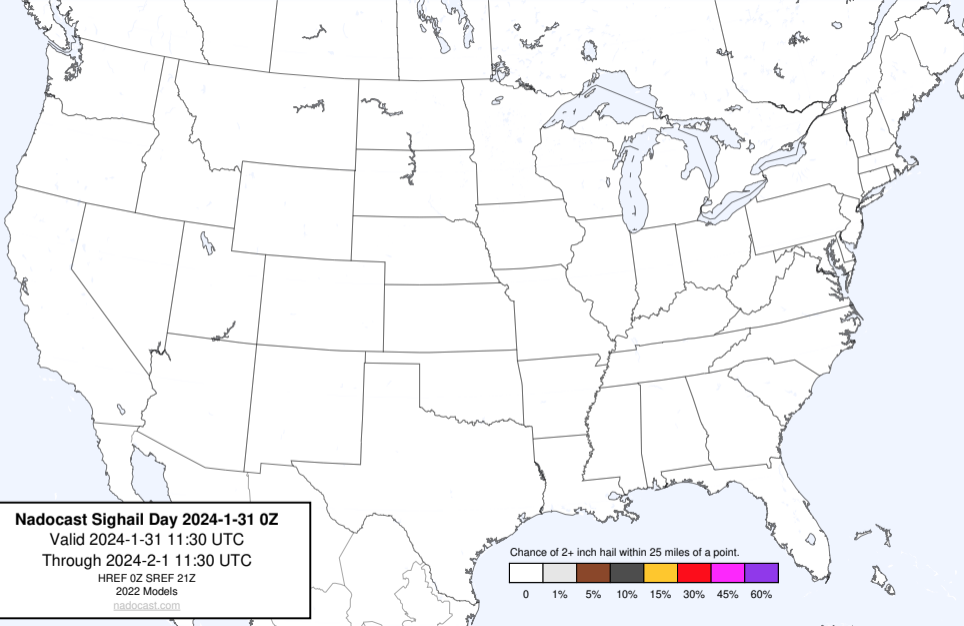 Nadocast Sighail Day 2024-1-31 0Z
Valid 2024-1-31 11:30 UTC
Through 2024-2-1 11:30 UTC
HREF 0Z SREF 21Z
2022 Models
nadocast.com
Chance of 2+ inch hail within 25 miles of a point.
0 1% 5% 10% 15% 30% 45% 60%